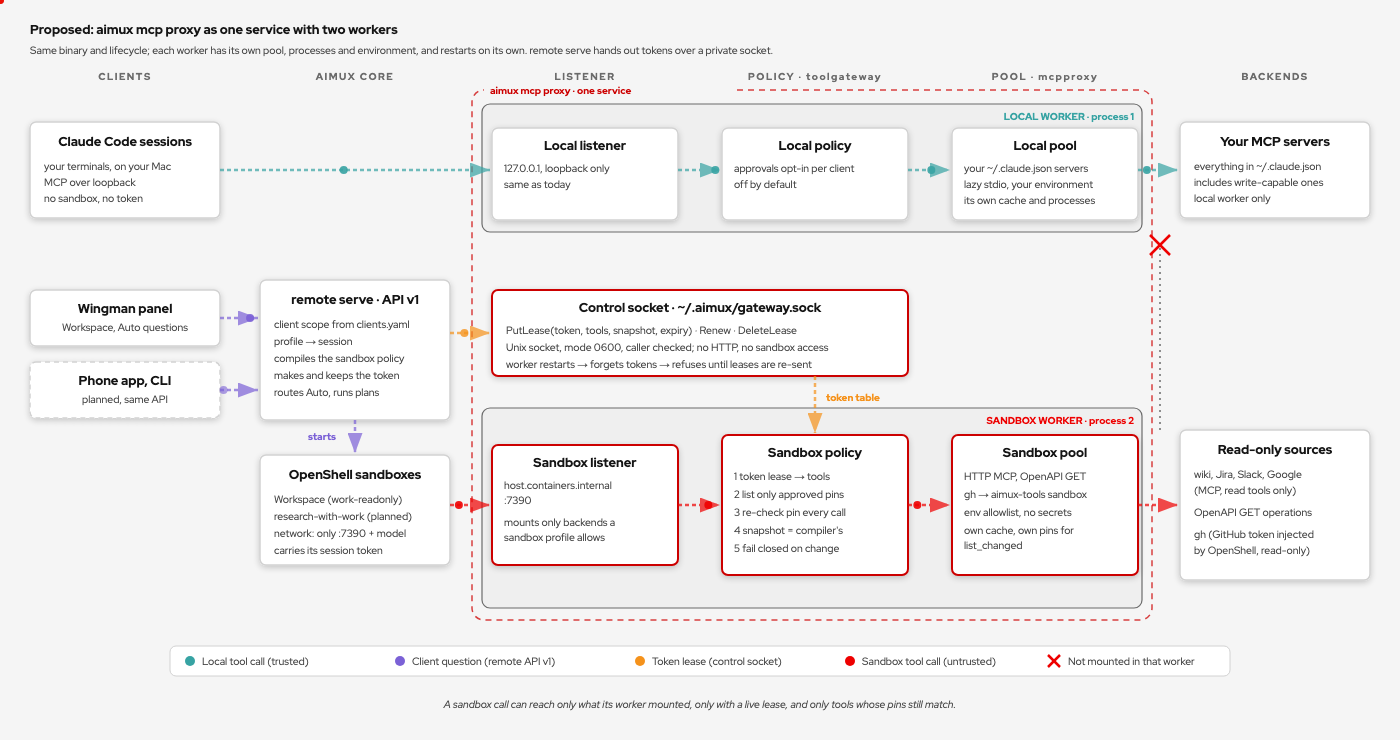 Proposed: aimux mcp proxy as one service with two workers
Same binary and lifecycle; each worker has its own pool, processes and environment, and restarts on its own. remote serve hands out tokens over a private socket.
CLIENTS
AIMUX CORE
LISTENER
POLICY · toolgateway
POOL · mcpproxy
BACKENDS
aimux mcp proxy · one service
LOCAL WORKER · process 1
Claude Code sessions
your terminals, on your Mac
MCP over loopback
no sandbox, no token
Local listener
127.0.0.1, loopback only
same as today
Local policy
approvals opt-in per client
off by default
Local pool
your ~/.claude.json servers
lazy stdio, your environment
its own cache and processes
Your MCP servers
everything in ~/.claude.json
includes write-capable ones
local worker only
Wingman panel
Workspace, Auto questions
Phone app, CLI
planned, same API
remote serve · API v1
client scope from clients.yaml
profile → session
compiles the sandbox policy
makes and keeps the token
routes Auto, runs plans
Control socket · ~/.aimux/gateway.sock
PutLease(token, tools, snapshot, expiry) · Renew · DeleteLease
Unix socket, mode 0600, caller checked; no HTTP, no sandbox access
worker restarts → forgets tokens → refuses until leases are re-sent
token table
starts
SANDBOX WORKER · process 2
OpenShell sandboxes
Workspace (work-readonly)
research-with-work (planned)
network: only :7390 + model
carries its session token
Sandbox listener
host.containers.internal
:7390
mounts only backends a
sandbox profile allows
Sandbox policy
1 token lease → tools
2 list only approved pins
3 re-check pin every call
4 snapshot = compiler's
5 fail closed on change
Sandbox pool
HTTP MCP, OpenAPI GET
gh → aimux-tools sandbox
env allowlist, no secrets
own cache, own pins for
list_changed
Read-only sources
wiki, Jira, Slack, Google
(MCP, read tools only)
OpenAPI GET operations
gh (GitHub token injected
by OpenShell, read-only)
Local tool call (trusted)
Client question (remote API v1)
Token lease (control socket)
Sandbox tool call (untrusted)
Not mounted in that worker
A sandbox call can reach only what its worker mounted, only with a live lease, and only tools whose pins still match.